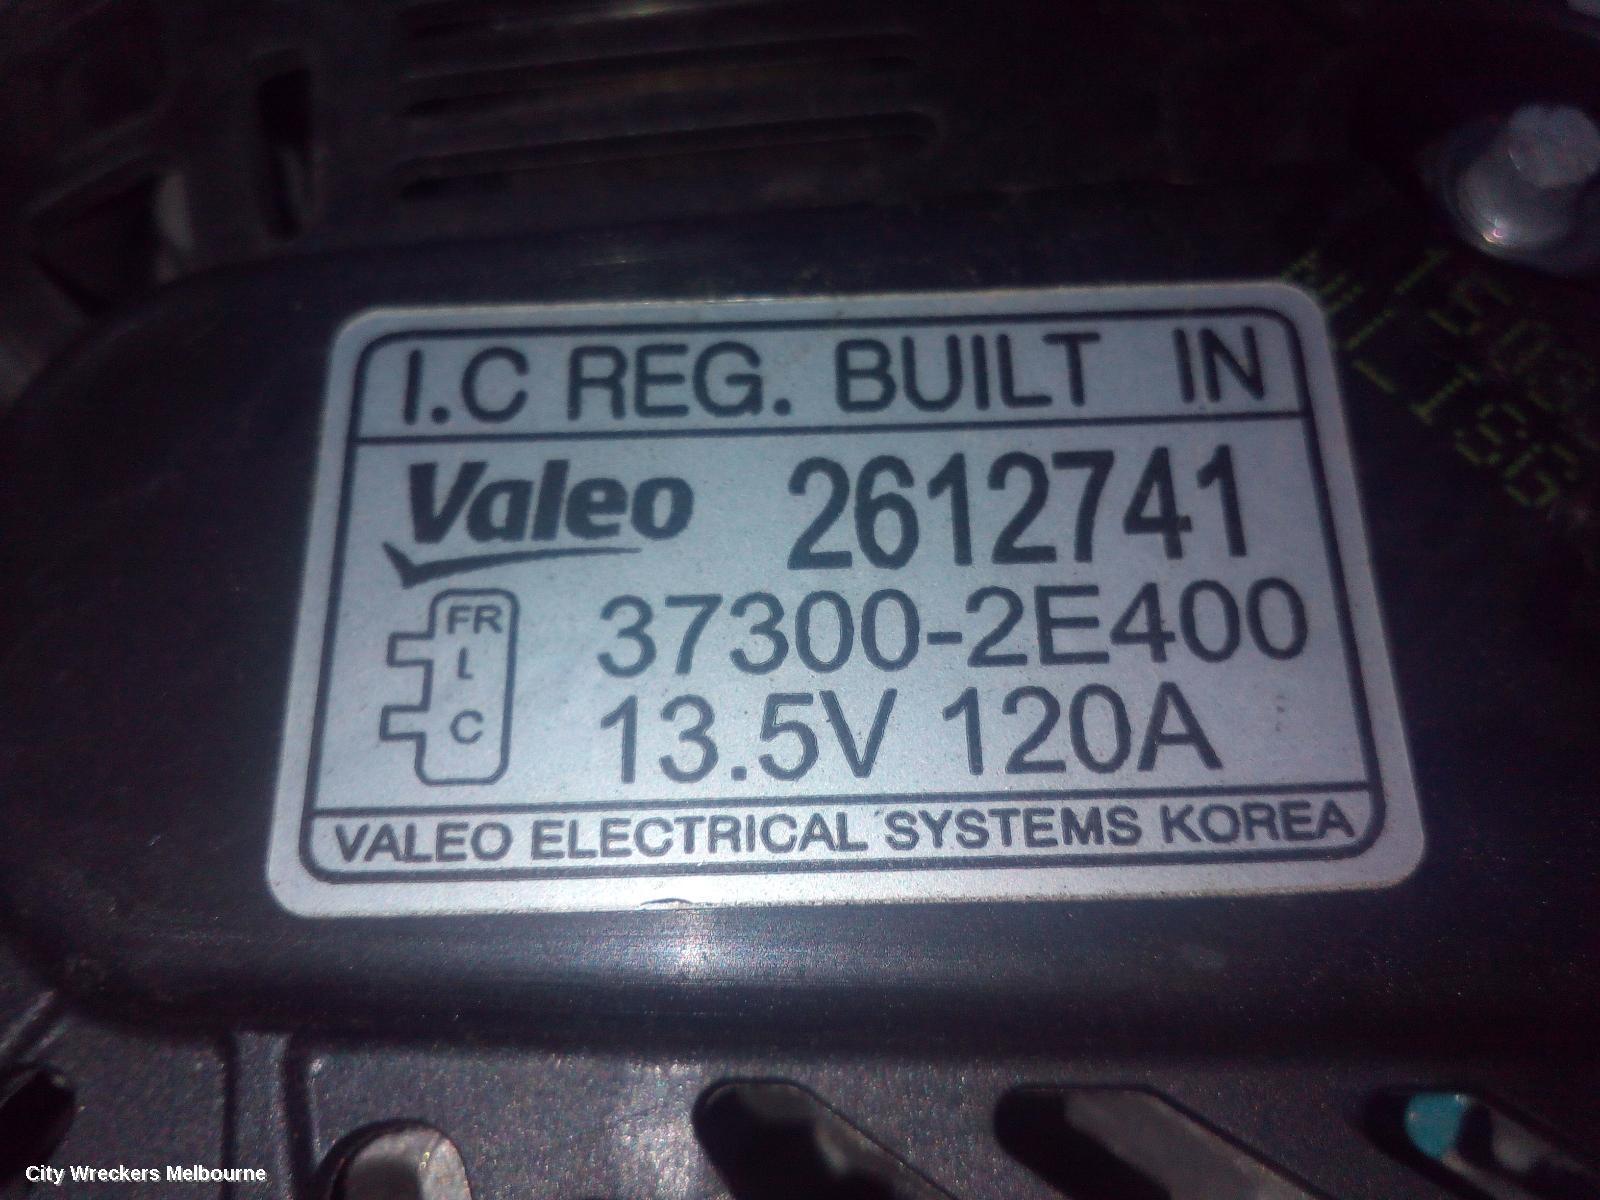 I.C REG. BUILT IN
Valeo 2612741
FR
L
C
37300-2E400
13.5V 120A
VALEO ELECTRICAL SYSTEMS KOREA
City Wreckers Melbourne